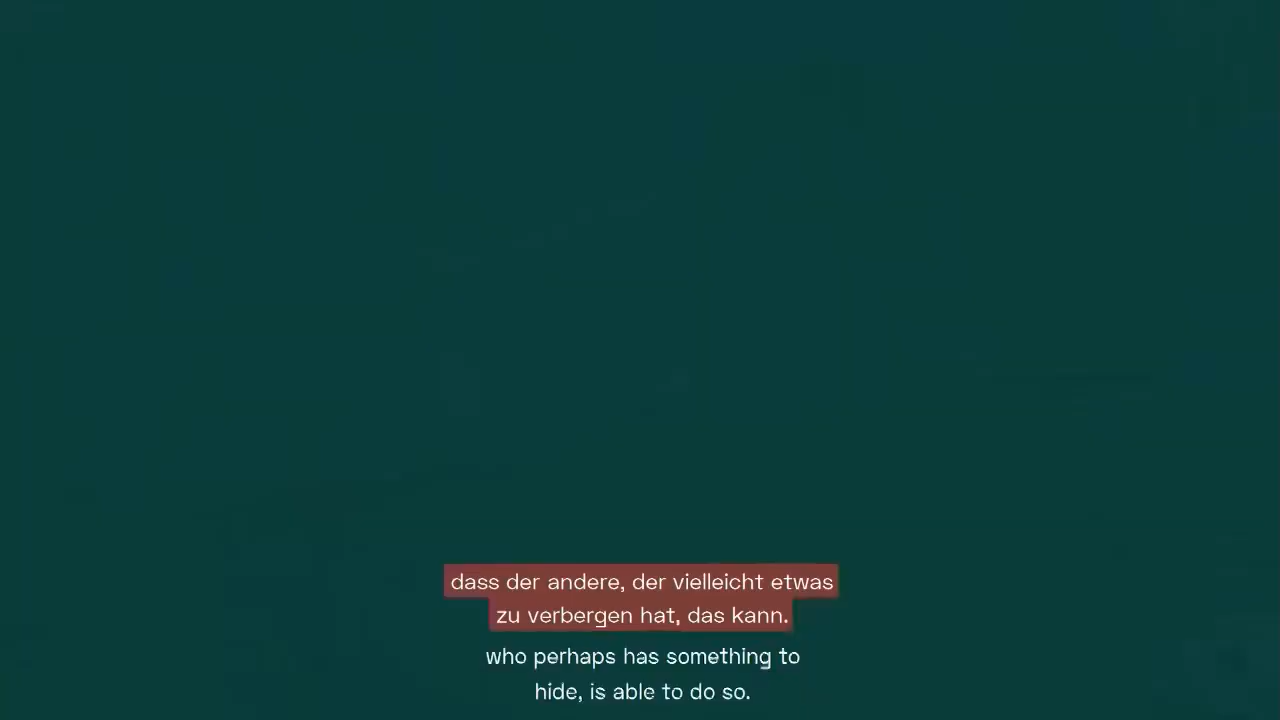 dass der andere, der vielleicht etwas
zu verbergen hat, das kann.
who perhaps has something to
hide, is able to do so.